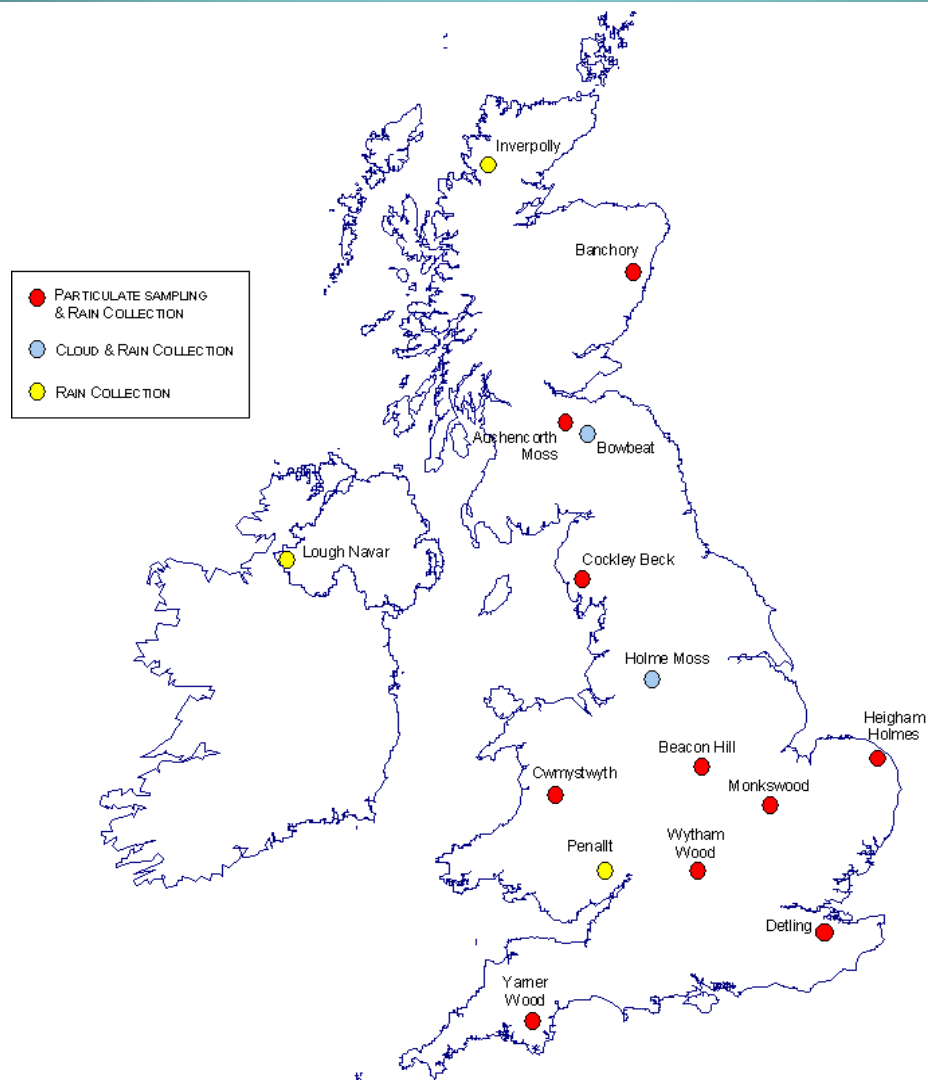 Inverpolly
Banchory
PARTICULATE SAMPLING
& RAIN COLLECTION
CLOUD & RAIN COLLECTION
RAIN COLLECTION
Auchencorth
Moss
Bowbeat
Lough Navar
Cockley Beck
Holme Moss
Heigham
Holmes
Beacon Hill
Cwmystwyth
Monkswood
Penallt
Wytham
Wood
Detling
Yarner
Wood